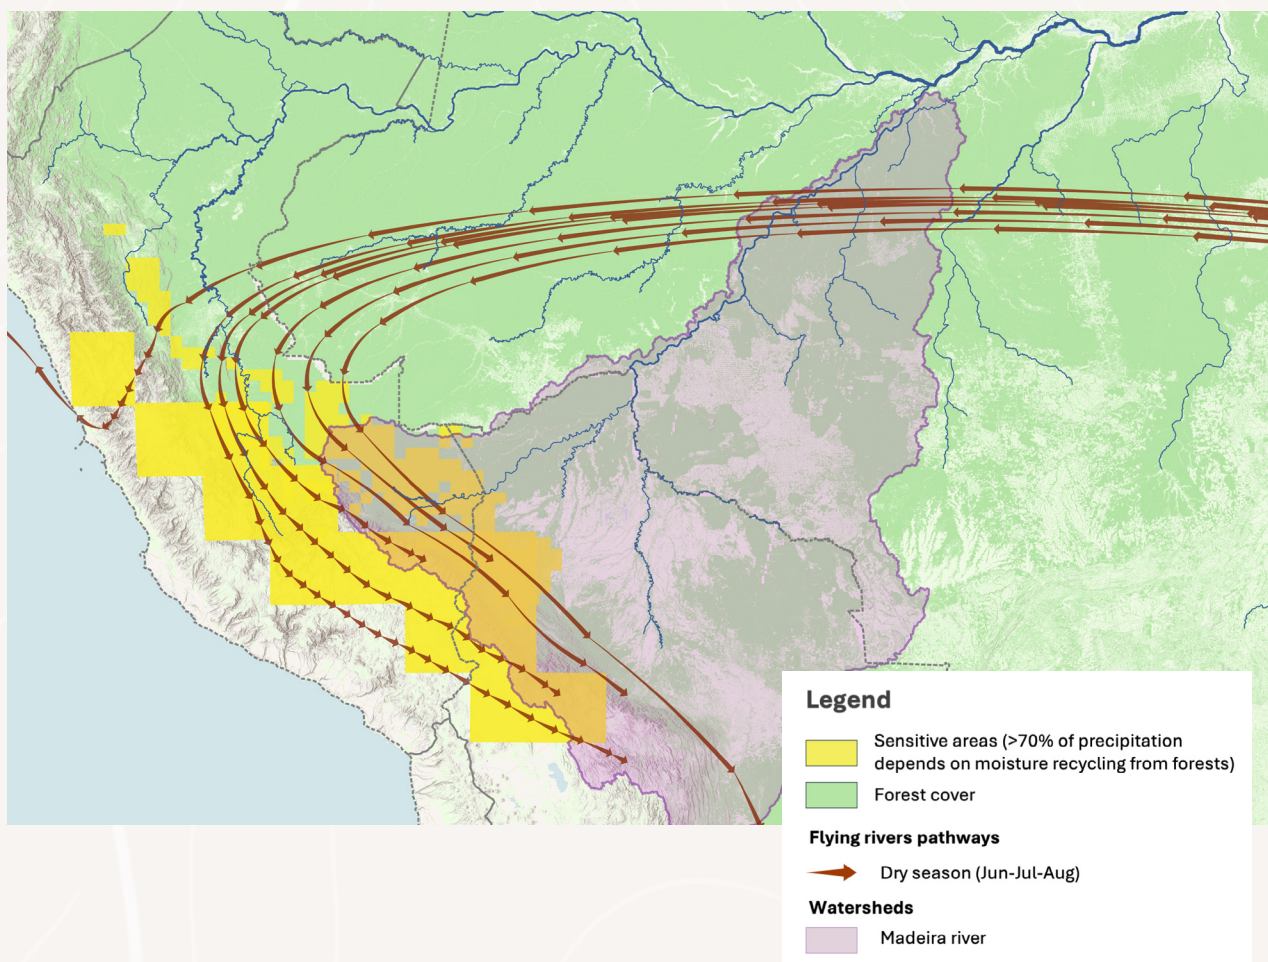 Legend
Sensitive areas (>70% of precipitation
depends on moisture recycling from forests)
Forest cover
Flying rivers pathways
Dry season (Jun-Jul-Aug)
Watersheds
Madeira river